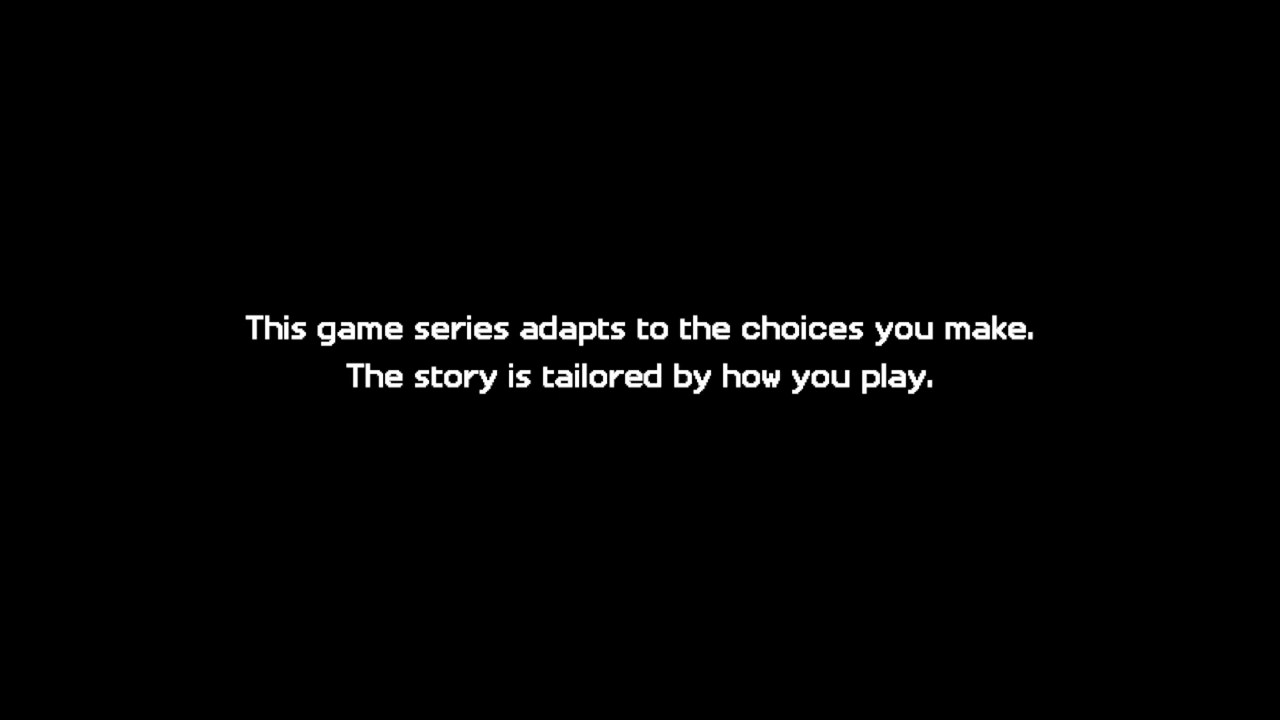 This game series adapts to the choices you make.
The story is tailored by how you play.